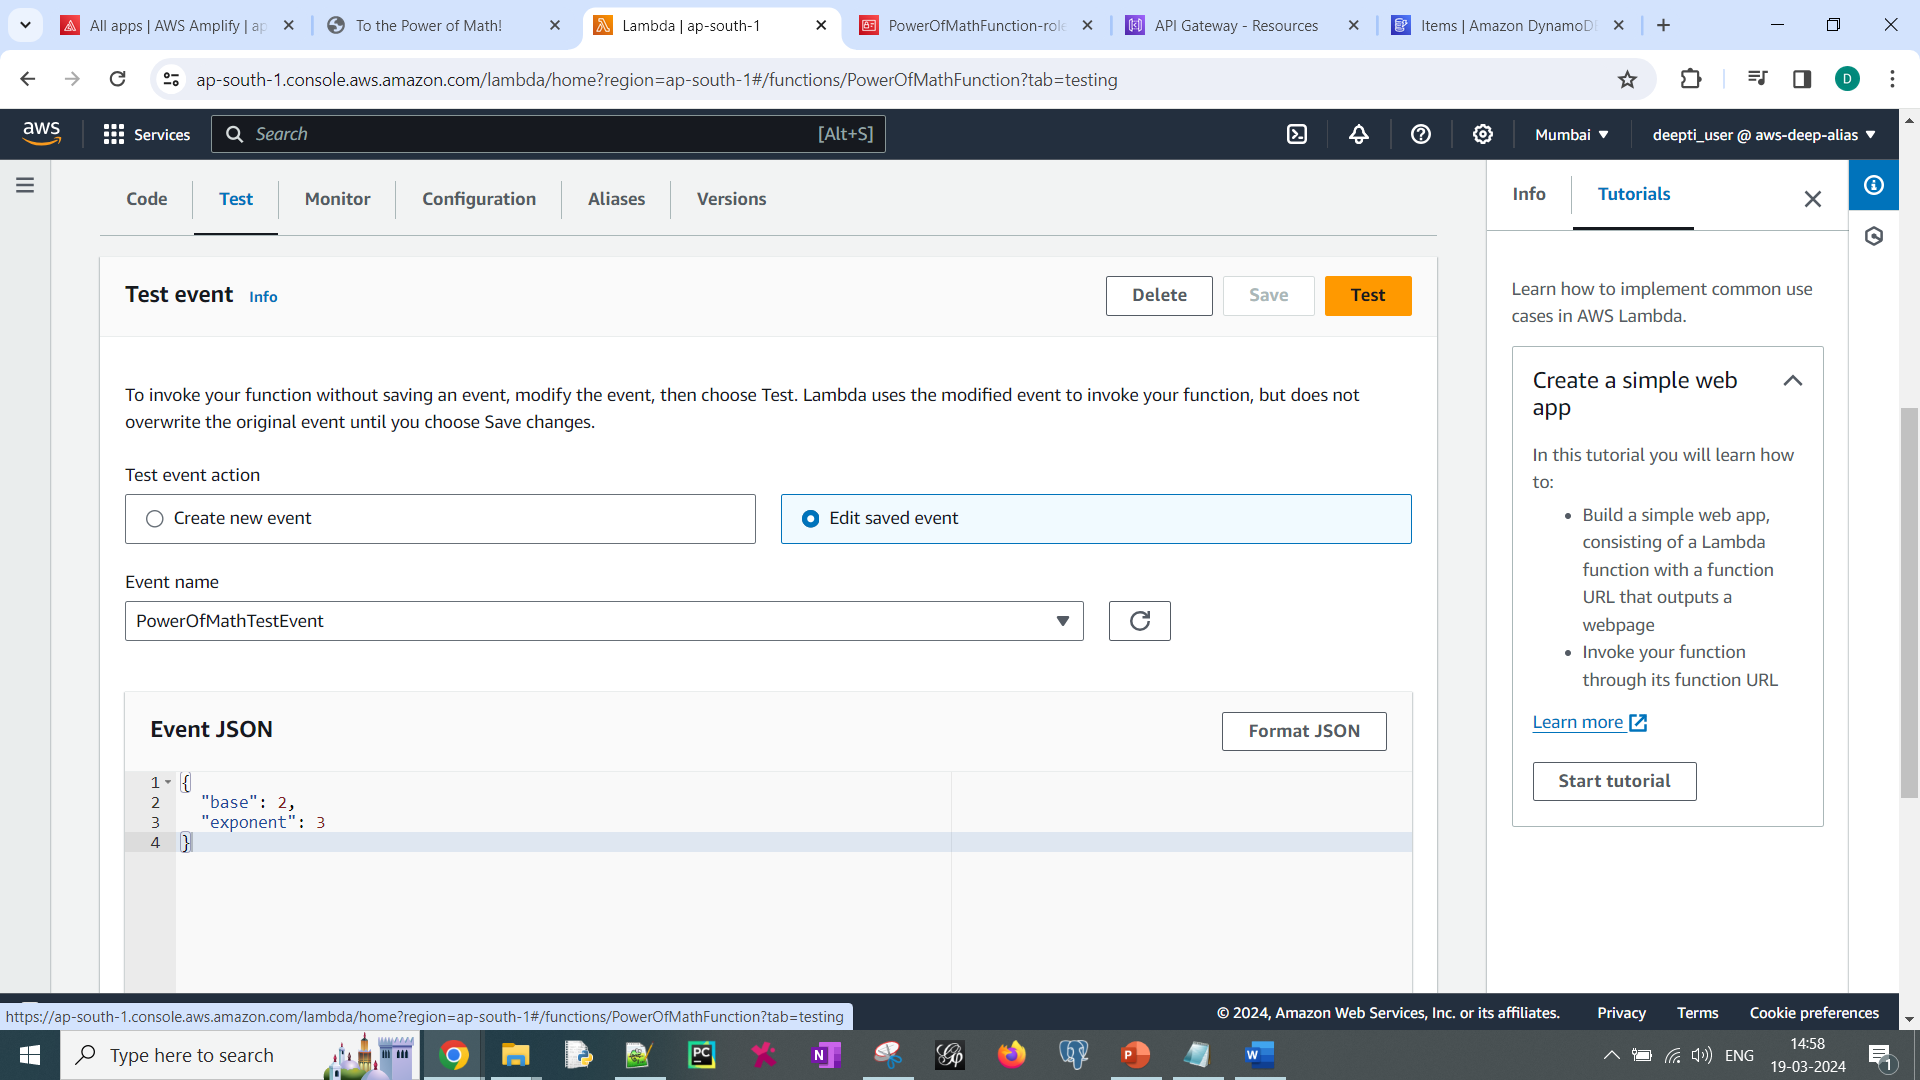 All apps | AWS Amplify | ap
To the Power of Math!
Lambda | ap-south-1
PowerOfMathFunction-role
API Gateway - Resources
Items | Amazon DynamoD
ap-south-1.console.aws.amazon.com/lambda/home?region=ap-south-1#/functions/PowerOfMathFunction?tab=testing
D
aws
Services
Search
[Alt+S]
Mumbai
deepti_user @ aws-deep-alias
Code
Test
Monitor
Configuration
Aliases
Versions
Info
Tutorials
Test event
Info
Delete
Save
Test
To invoke your function without saving an event, modify the event, then choose Test. Lambda uses the modified event to invoke your function, but does not
overwrite the original event until you choose Save changes.
Test event action
Create new event
Edit saved event
Event name
PowerOfMathTestEvent
Event JSON
Format JSON
1 {
2 "base": 2,
3 "exponent": 3
4 }
Learn how to implement common use
cases in AWS Lambda.
Create a simple web
app
In this tutorial you will learn how
to:
• Build a simple web app,
consisting of a Lambda
function with a function
URL that outputs a
webpage
• Invoke your function
through its function URL
Learn more
Start tutorial
https://ap-south-1.console.aws.amazon.com/lambda/home?region=ap-south-1#/functions/PowerOfMathFunction?tab=testing
© 2024, Amazon Web Services, Inc. or its affiliates.
Privacy
Terms
Cookie preferences
Type here to search
PC
N
P
W
ENG
14:58
19-03-2024
1